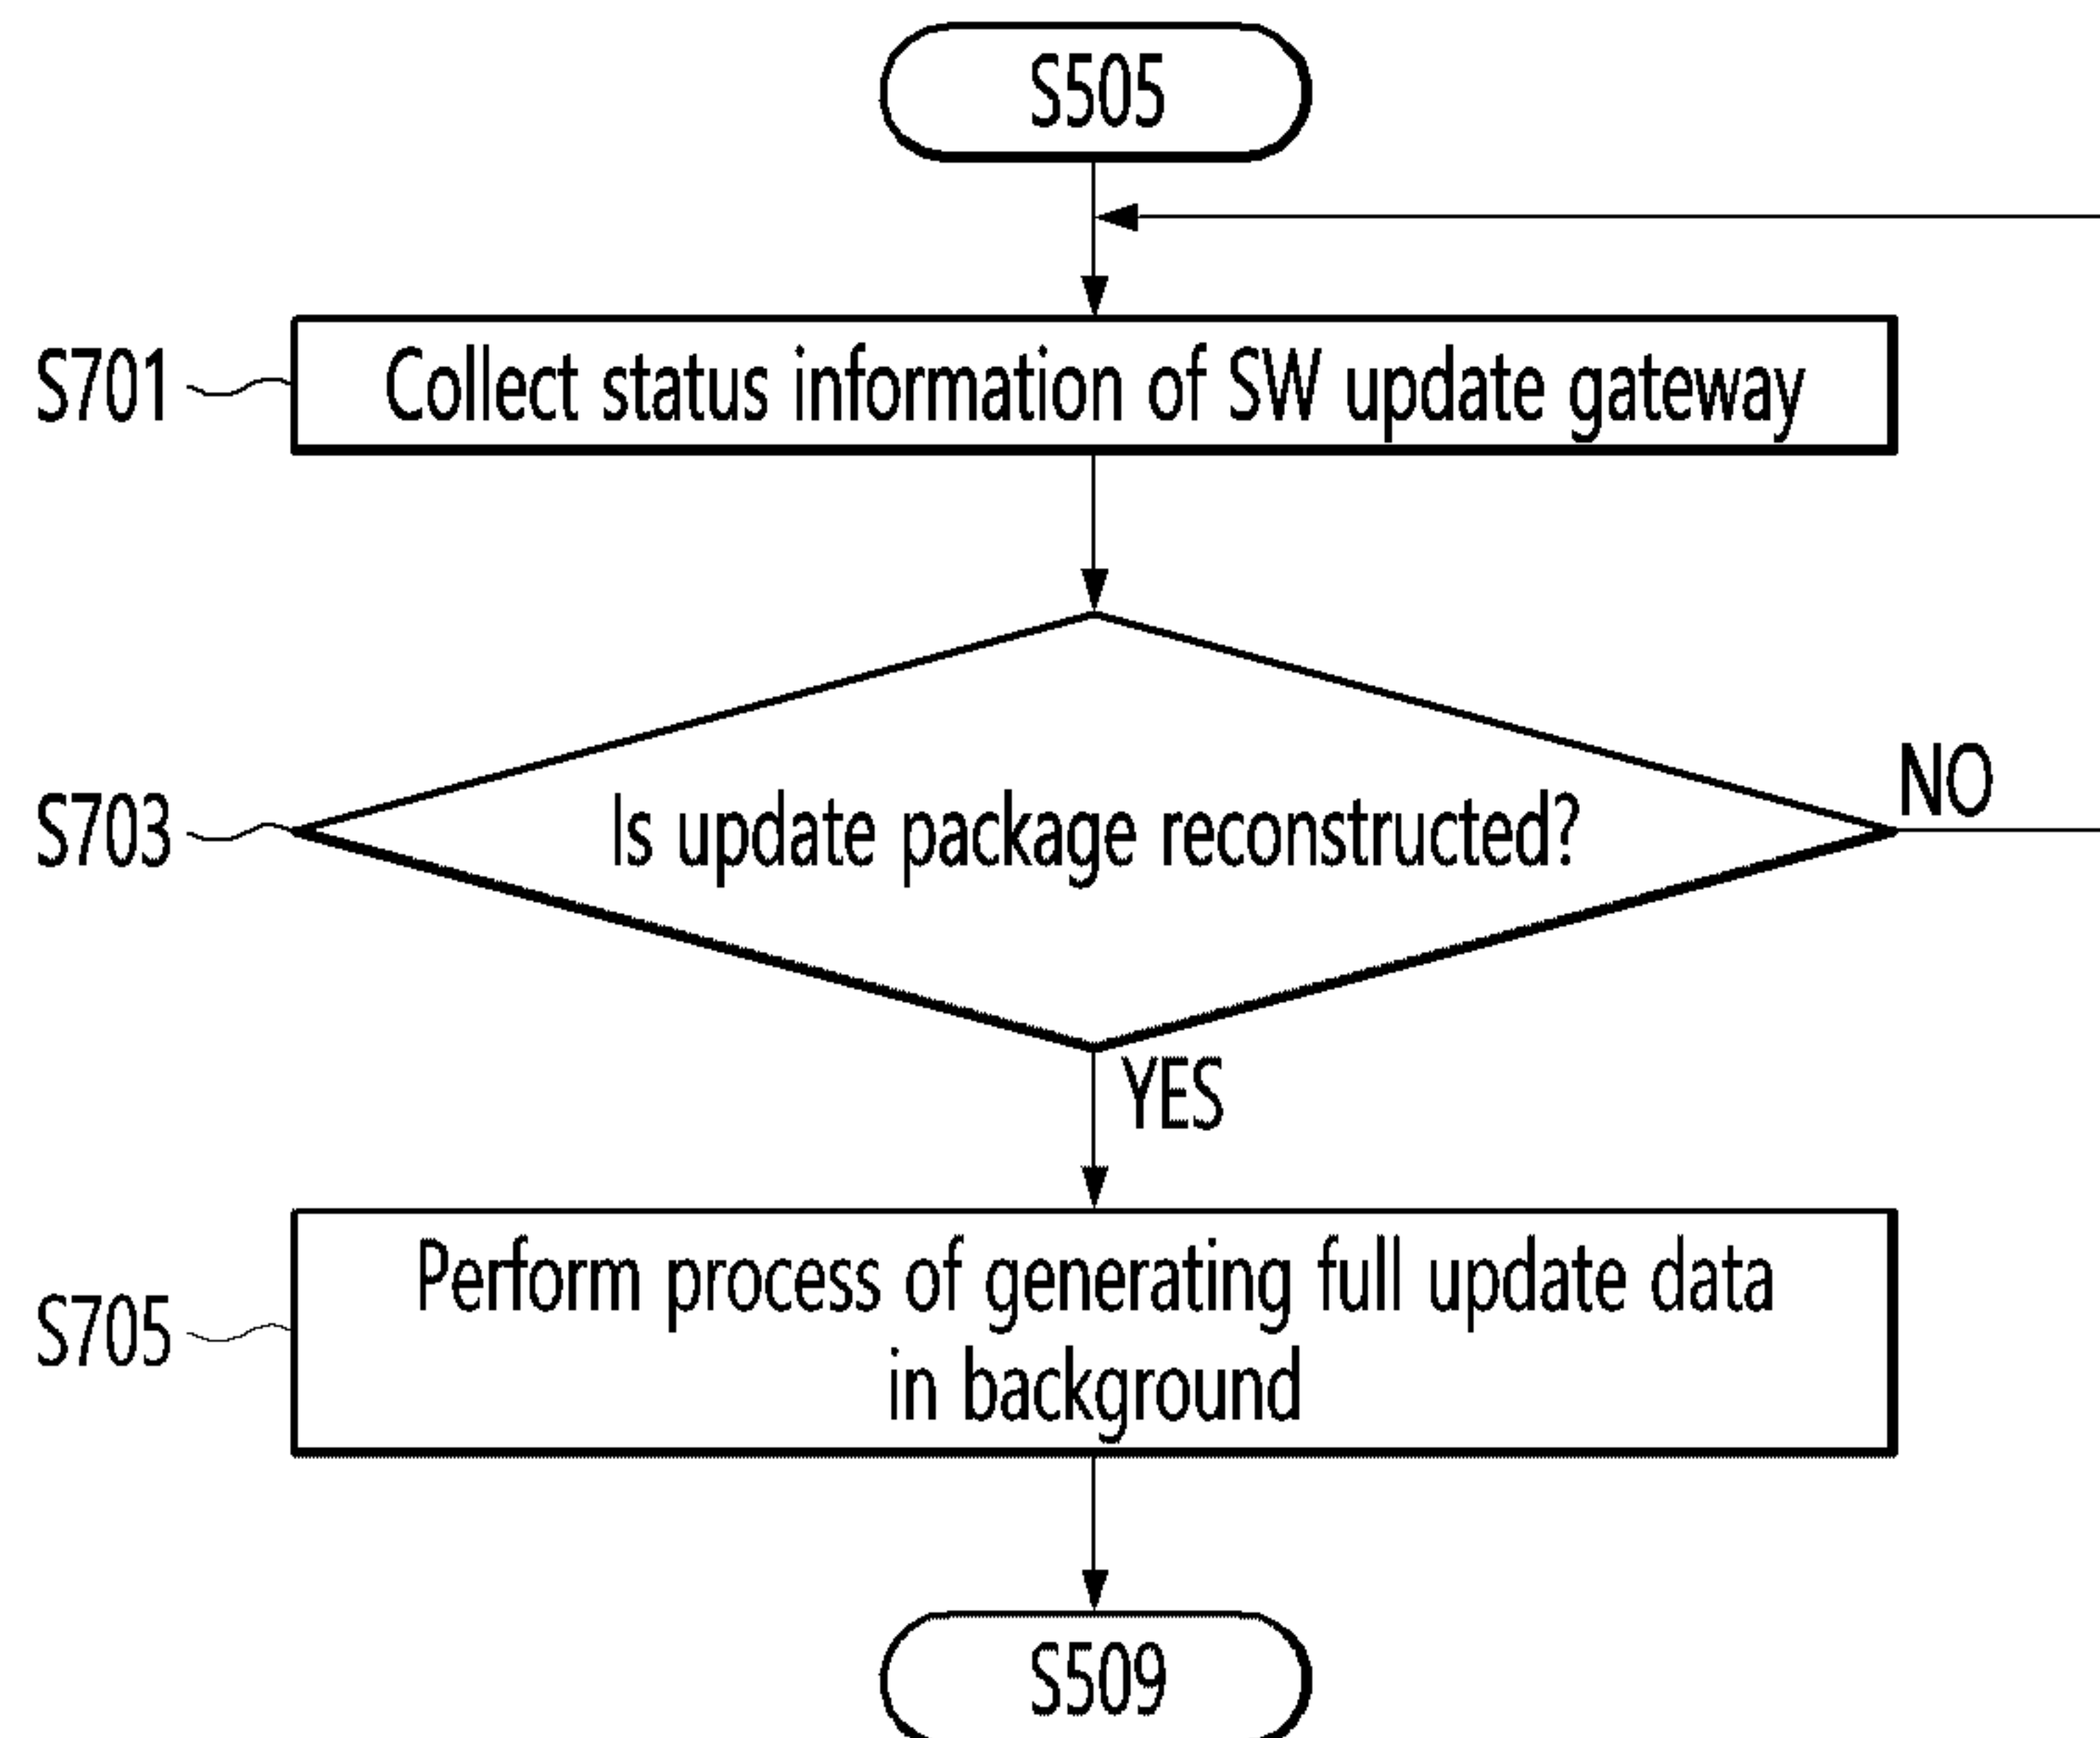 S505
S701
Collect status information of SW update gateway
S703
Is update package reconstructed?
NO
YES
S705
Perform process of generating full update data
in background
S509